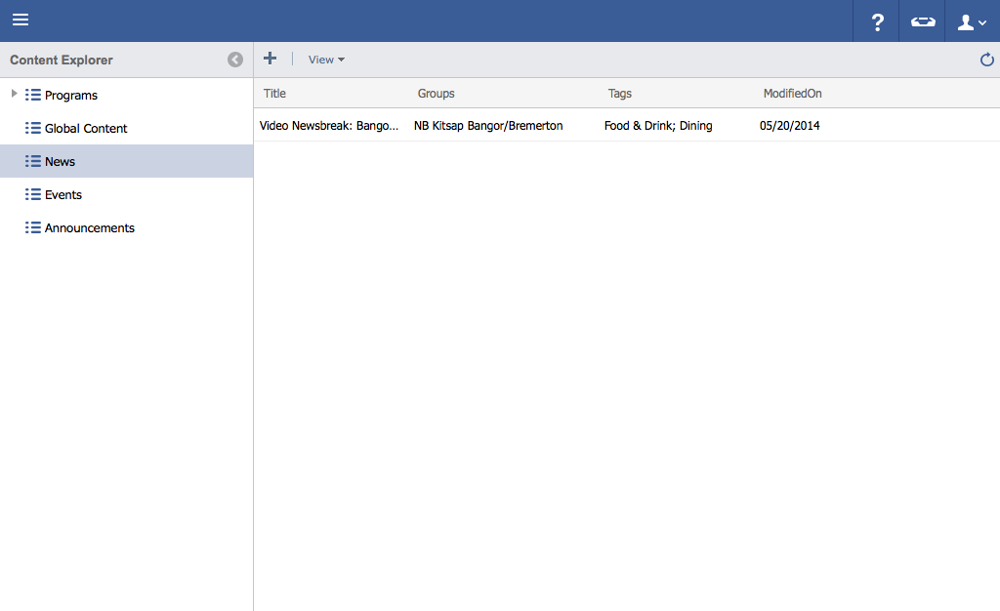 ?
Content Explorer
View
Programs
Global Content
News
Events
Announcements
Title Groups Tags ModifiedOn
Video Newsbreak: Bango... NB Kitsap Bangor/Bremerton Food & Drink; Dining 05/20/2014